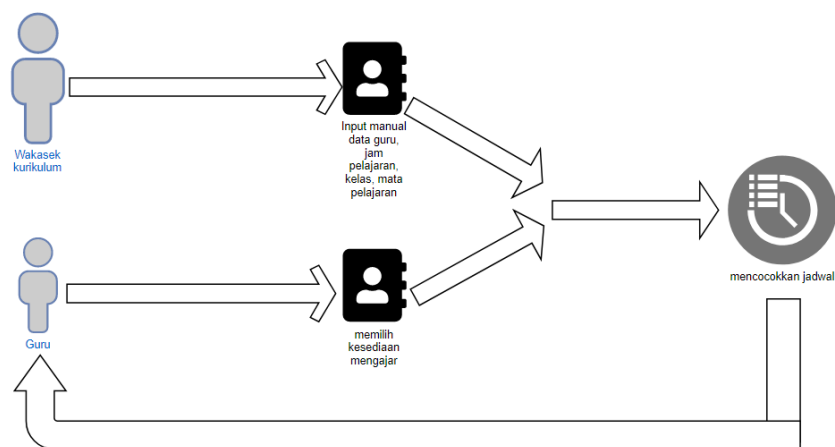 Wakasek
kurikulum
Input manual
data guru,
jam
pelajaran,
kelas, mata
pelajaran
mencocokkan jadwal
Guru
memilih
kesediaan
mengajar